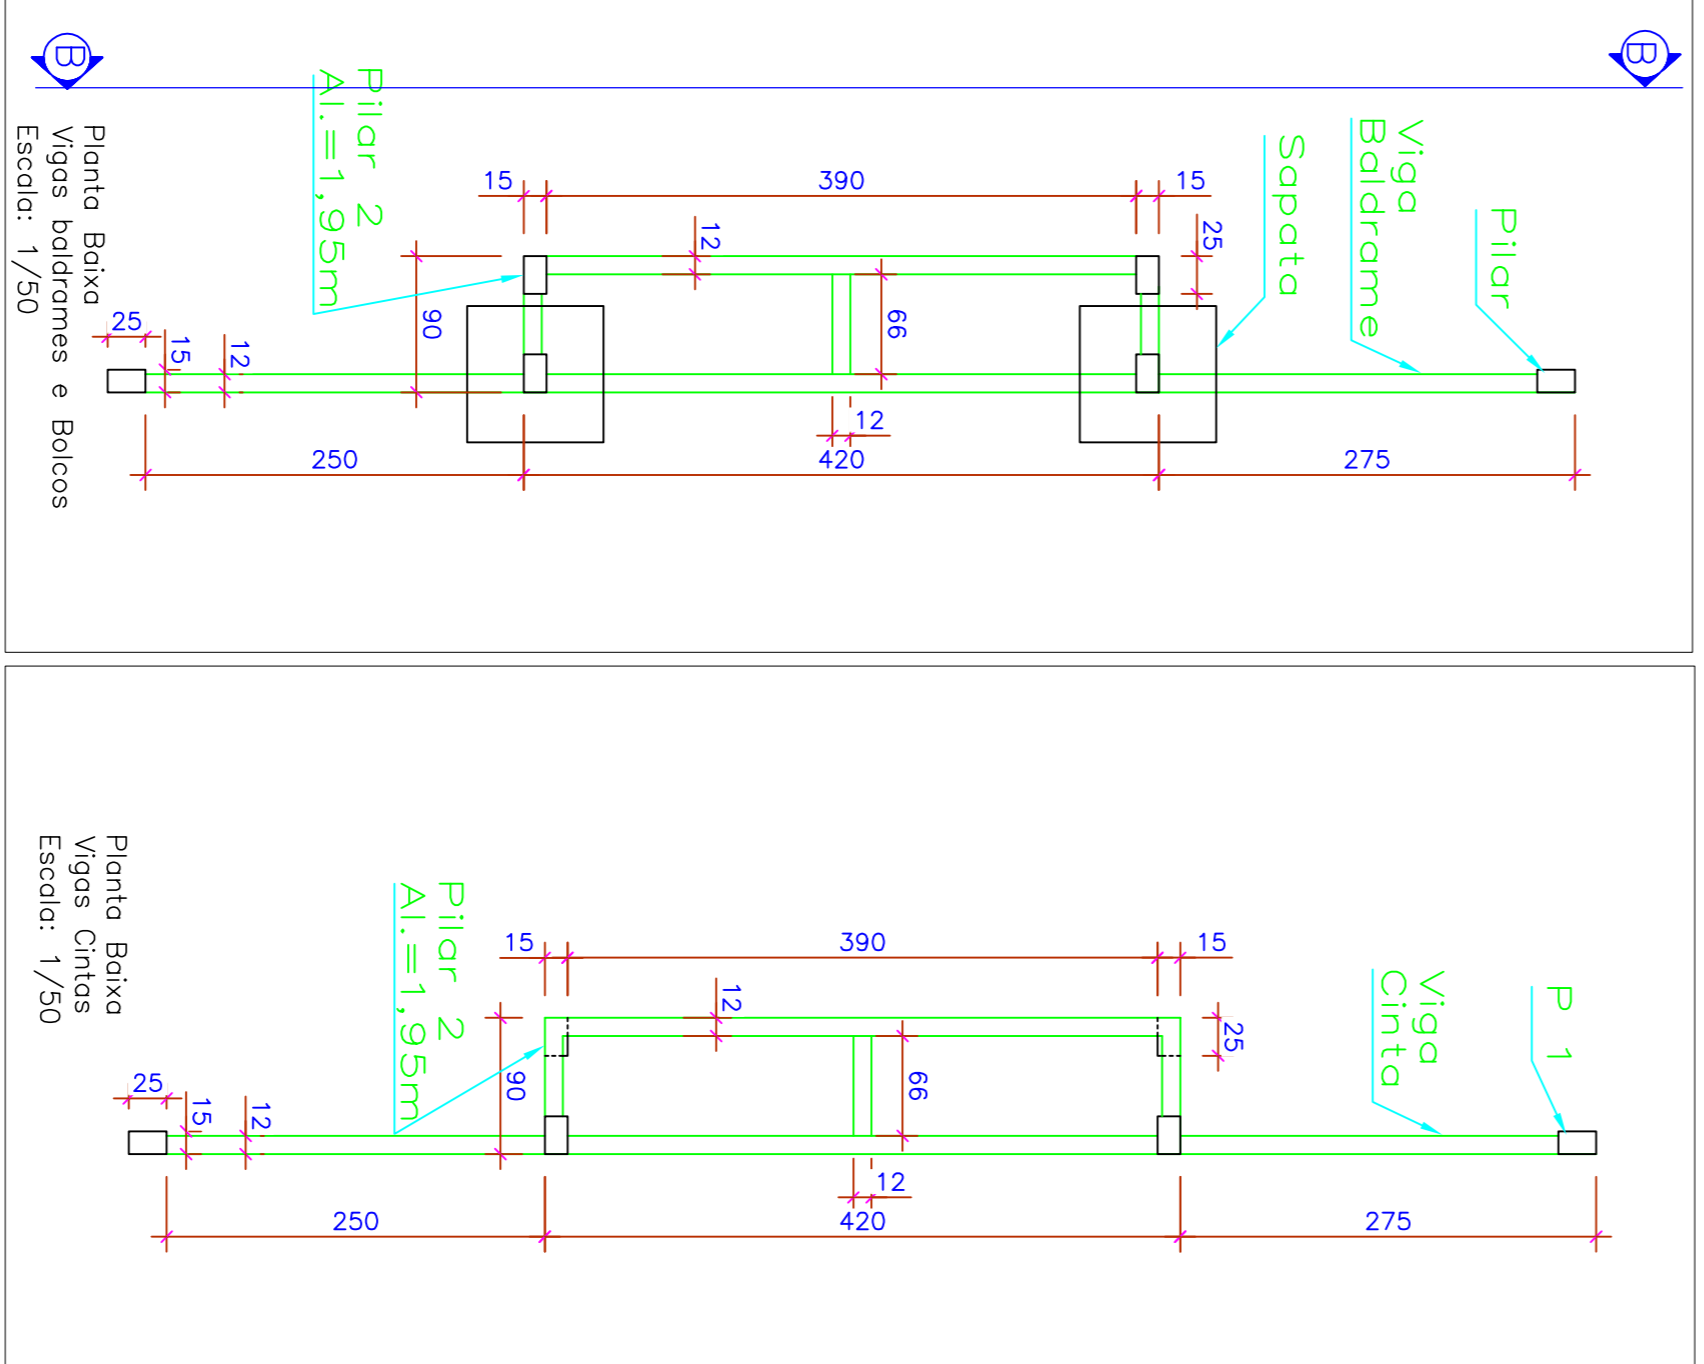 B
B
Pilar 2
Al.=1,95m
Viga
Baldrame
Sapata
Pilar
15
390
15
25
12
66
90
25
15
12
12
250
420
275
Planta Baixa
Vigas baldrames e Bolcos
Escala: 1/50
Pilar 2
Al.=1,95m
Viga
Cinta
P 1
15
390
15
25
12
66
90
25
15
12
12
250
420
275
Planta Baixa
Vigas Cintas
Escala: 1/50